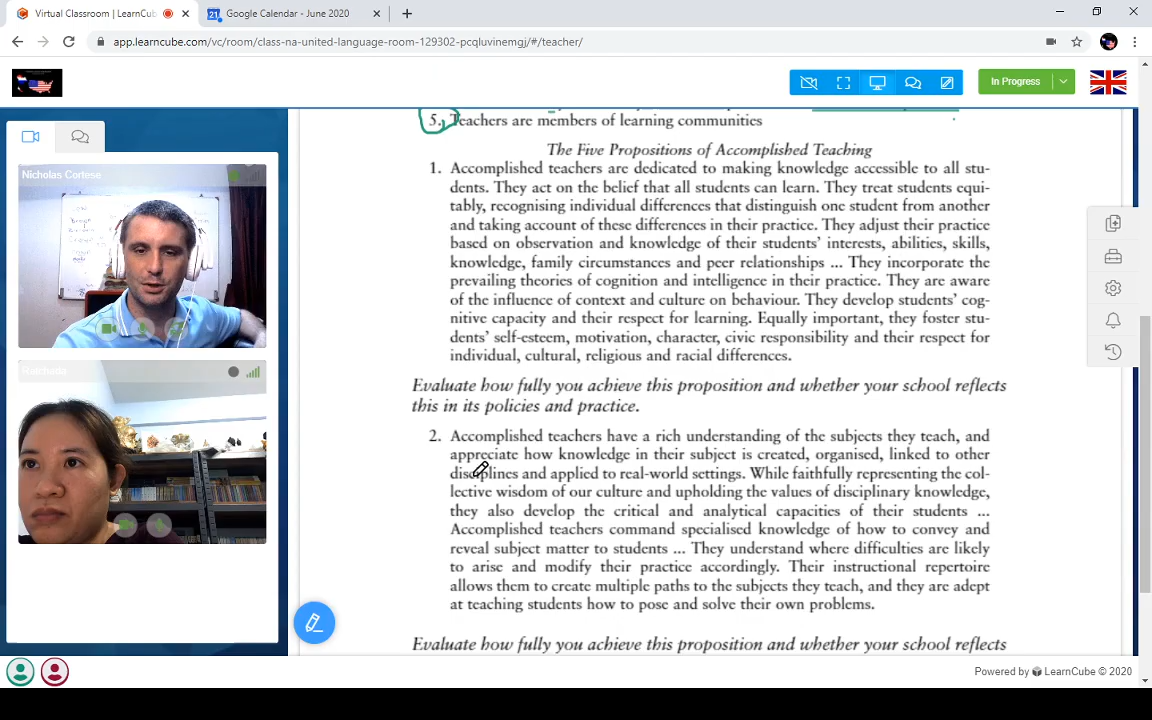 Virtual Classroom | LearnCub
Google Calendar - June 2020
app.learncube.com/vc/room/class-na-united-language-room-129302-pcqluvinemgj/#/teacher/
In Progress
Nicholas Cortese
5. Teachers are members of learning communities
The Five Propositions of Accomplished Teaching
1. Accomplished teachers are dedicated to making knowledge accessible to all stu-
dents. They act on the belief that all students can learn. They treat students equi-
tably, recognising individual differences that distinguish one student from another
and taking account of these differences in their practice. They adjust their practice
based on observation and knowledge of their students' interests, abilities, skills,
knowledge, family circumstances and peer relationships ... They incorporate the
prevailing theories of cognition and intelligence in their practice. They are aware
of the influence of context and culture on behaviour. They develop students' cog-
nitive capacity and their respect for learning. Equally important, they foster stu-
dents' self-esteem, motivation, character, civic responsibility and their respect for
individual, cultural, religious and racial differences.
Evaluate how fully you achieve this proposition and whether your school reflects
this in its policies and practice.
2. Accomplished teachers have a rich understanding of the subjects they teach, and
appreciate how knowledge in their subject is created, organised, linked to other
disciplines and applied to real-world settings. While faithfully representing the col-
lective wisdom of our culture and upholding the values of disciplinary knowledge,
they also develop the critical and analytical capacities of their students ...
Accomplished teachers command specialised knowledge of how to convey and
reveal subject matter to students ... They understand where difficulties are likely
to arise and modify their practice accordingly. Their instructional repertoire
allows them to create multiple paths to the subjects they teach, and they are adept
at teaching students how to pose and solve their own problems.
Evaluate how fully you achieve this proposition and whether your school reflects
Powered by LearnCube © 2020